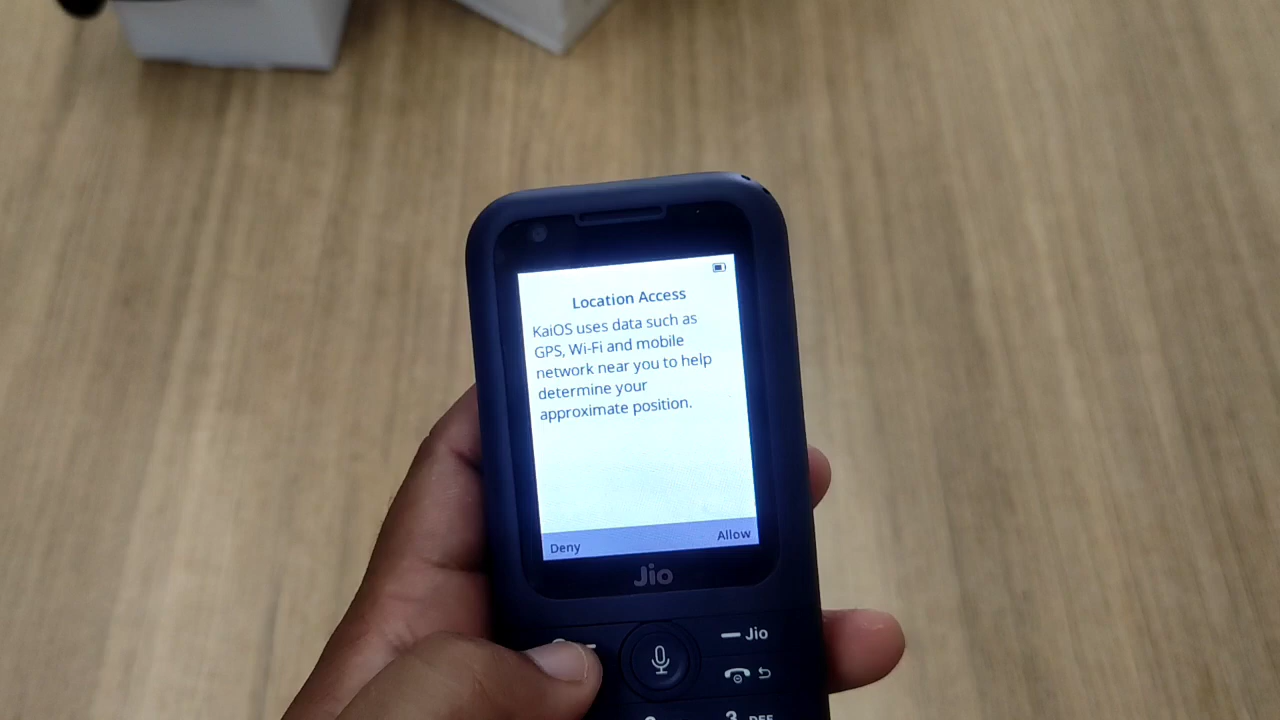 Location Access
KaiOS uses data such as
GPS, Wi-Fi and mobile
network near you to help
determine your
approximate position.
Deny Allow
Jio
Jio
3